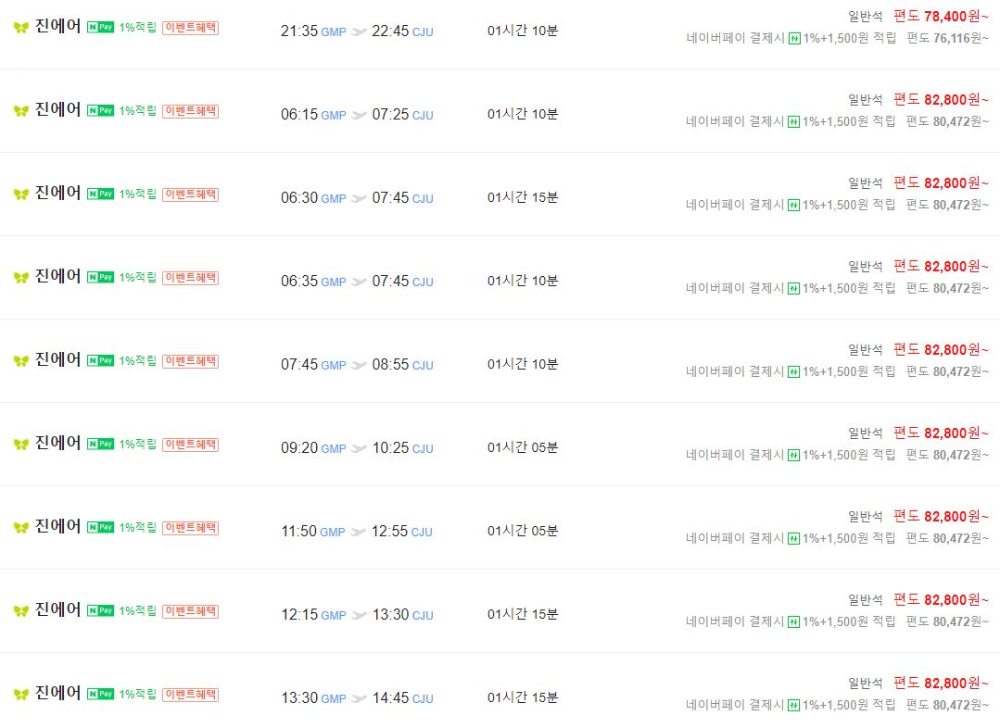 진에어 N Pay 1%적립 이벤트혜택 21:35 GMP 22:45 CJU 01시간 10분 일반석 편도 78,400원~
네이버페이 결제시 N 1%+1,500원 적립 편도 76,116원~
진에어 N Pay 1%적립 이벤트혜택 06:15 GMP 07:25 CJU 01시간 10분 일반석 편도 82,800원~
네이버페이 결제시 N 1%+1,500원 적립 편도 80,472원~
진에어 N Pay 1%적립 이벤트혜택 06:30 GMP 07:45 CJU 01시간 15분 일반석 편도 82,800원~
네이버페이 결제시 N 1%+1,500원 적립 편도 80,472원~
진에어 N Pay 1%적립 이벤트혜택 06:35 GMP 07:45 CJU 01시간 10분 일반석 편도 82,800원~
네이버페이 결제시 N 1%+1,500원 적립 편도 80,472원~
진에어 N Pay 1%적립 이벤트혜택 07:45 GMP 08:55 CJU 01시간 10분 일반석 편도 82,800원~
네이버페이 결제시 N 1%+1,500원 적립 편도 80,472원~
진에어 N Pay 1%적립 이벤트혜택 09:20 GMP 10:25 CJU 01시간 05분 일반석 편도 82,800원~
네이버페이 결제시 N 1%+1,500원 적립 편도 80,472원~
진에어 N Pay 1%적립 이벤트혜택 11:50 GMP 12:55 CJU 01시간 05분 일반석 편도 82,800원~
네이버페이 결제시 N 1%+1,500원 적립 편도 80,472원~
진에어 N Pay 1%적립 이벤트혜택 12:15 GMP 13:30 CJU 01시간 15분 일반석 편도 82,800원~
네이버페이 결제시 N 1%+1,500원 적립 편도 80,472원~
진에어 N Pay 1%적립 이벤트혜택 13:30 GMP 14:45 CJU 01시간 15분 일반석 편도 82,800원~
네이버페이 결제시 N 1%+1,500원 적립 편도 80,472원~